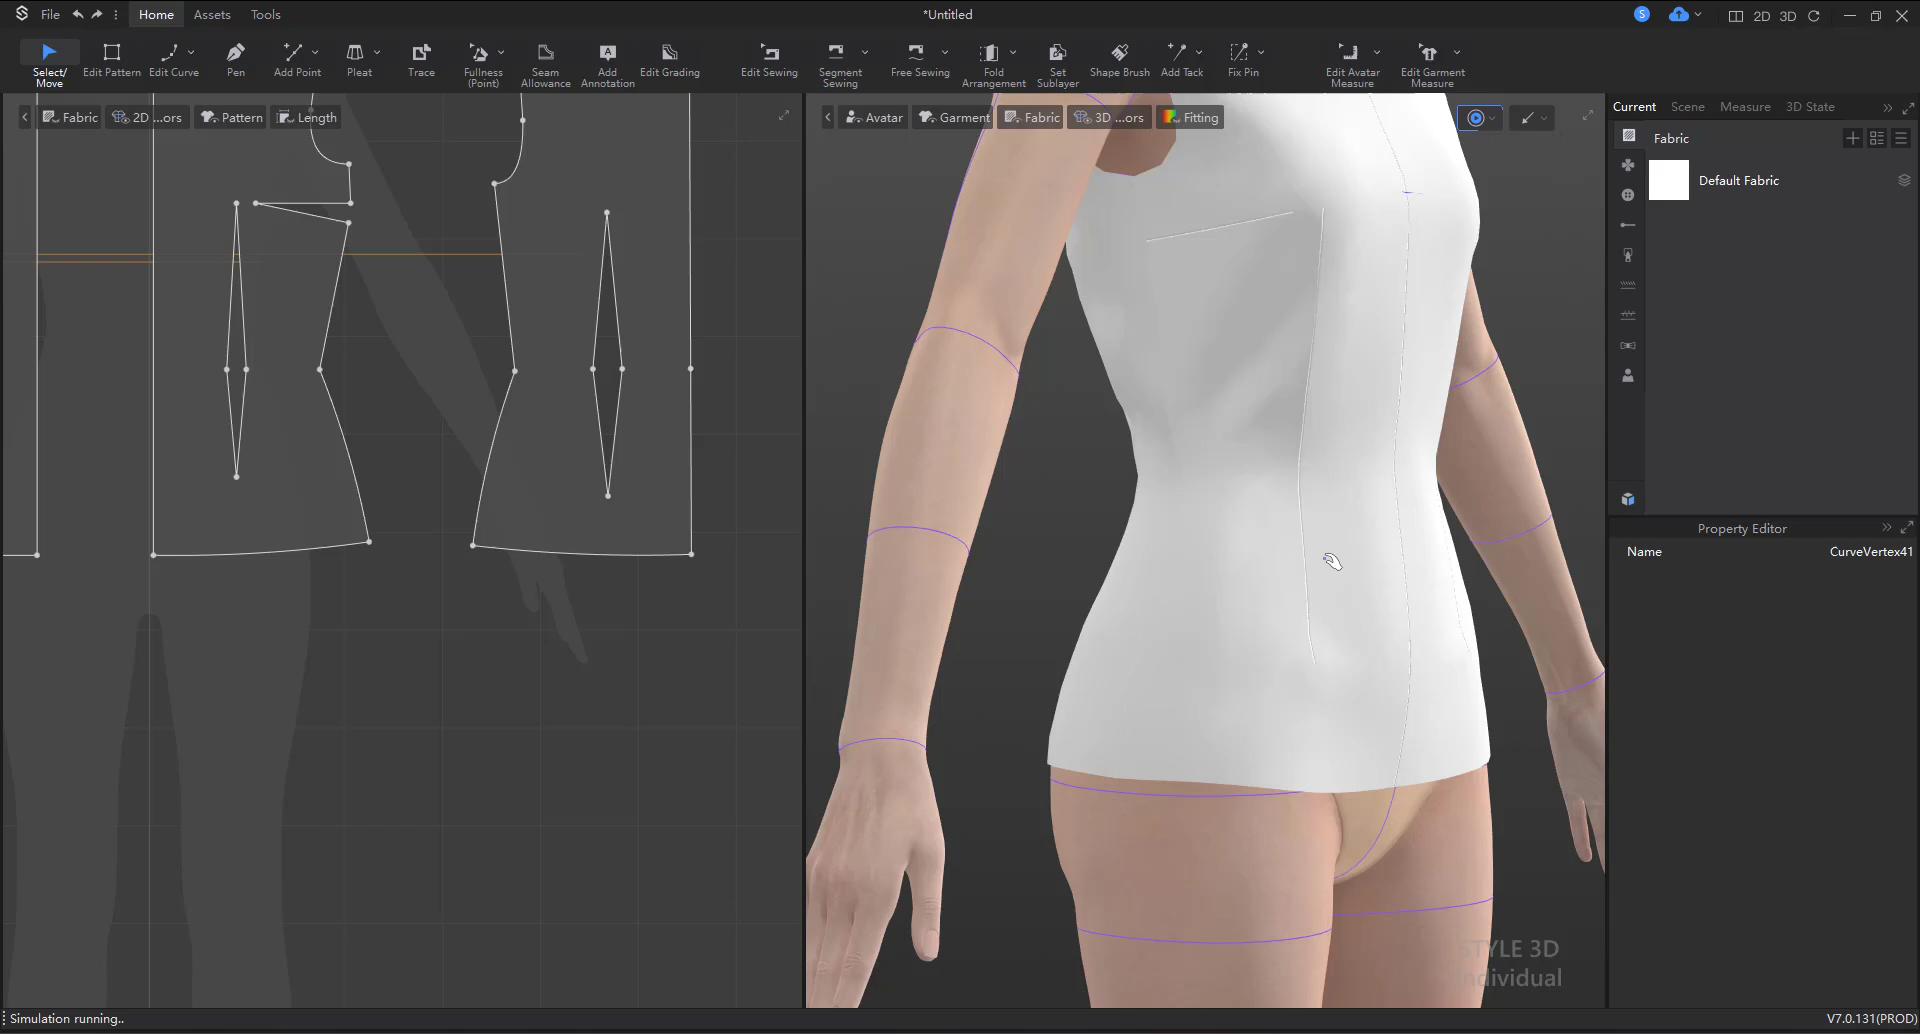 File
Home
Assets
Tools
*Untitled
S
2D
3D
Select/
Move
Edit Pattern
Edit Curve
Pen
Add Point
Pleat
Trace
Fullness
(Point)
Seam
Allowance
Add
Annotation
Edit Grading
Edit Sewing
Segment
Sewing
Free Sewing
Fold
Arrangement
Set
Sublayer
Shape Brush
Add Tack
Fix Pin
Edit Avatar
Measure
Edit Garment
Measure
Fabric
2D ...ors
Pattern
Length
Avatar
Garment
Fabric
3D ...ors
Fitting
Current
Scene
Measure
3D State
Fabric
Default Fabric
Property Editor
Name
CurveVertex41
STYLE 3D
Individual
Simulation running..
V7.0.131(PROD)